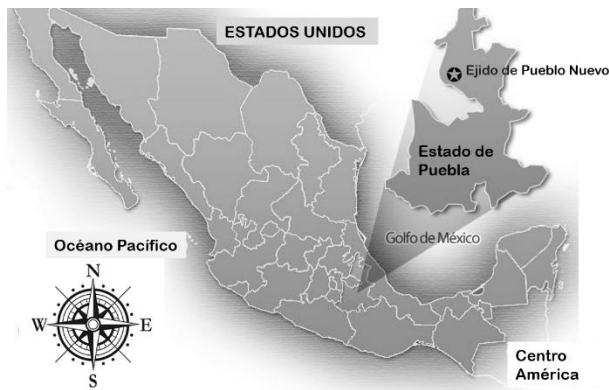 ESTADOS UNIDOS
Ejido de Pueblo Nuevo
Estado de
Puebla
Golfo de México
Océano Pacífico
N
W
E
S
Centro
América